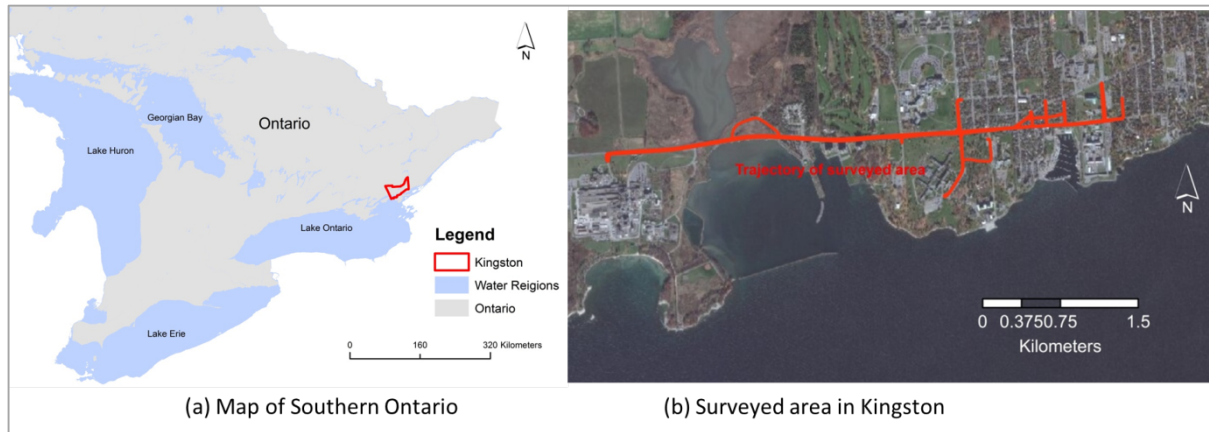 N
Georgian Bay
Ontario
Lake Huron
Lake Ontario
Legend
Kingston
Water Reigions
Ontario
Lake Erie
0 160 320 Kilometers
(a) Map of Southern Ontario
Trajectory of surveyed area
N
0 0.3750.75 1.5
Kilometers
(b) Surveyed area in Kingston